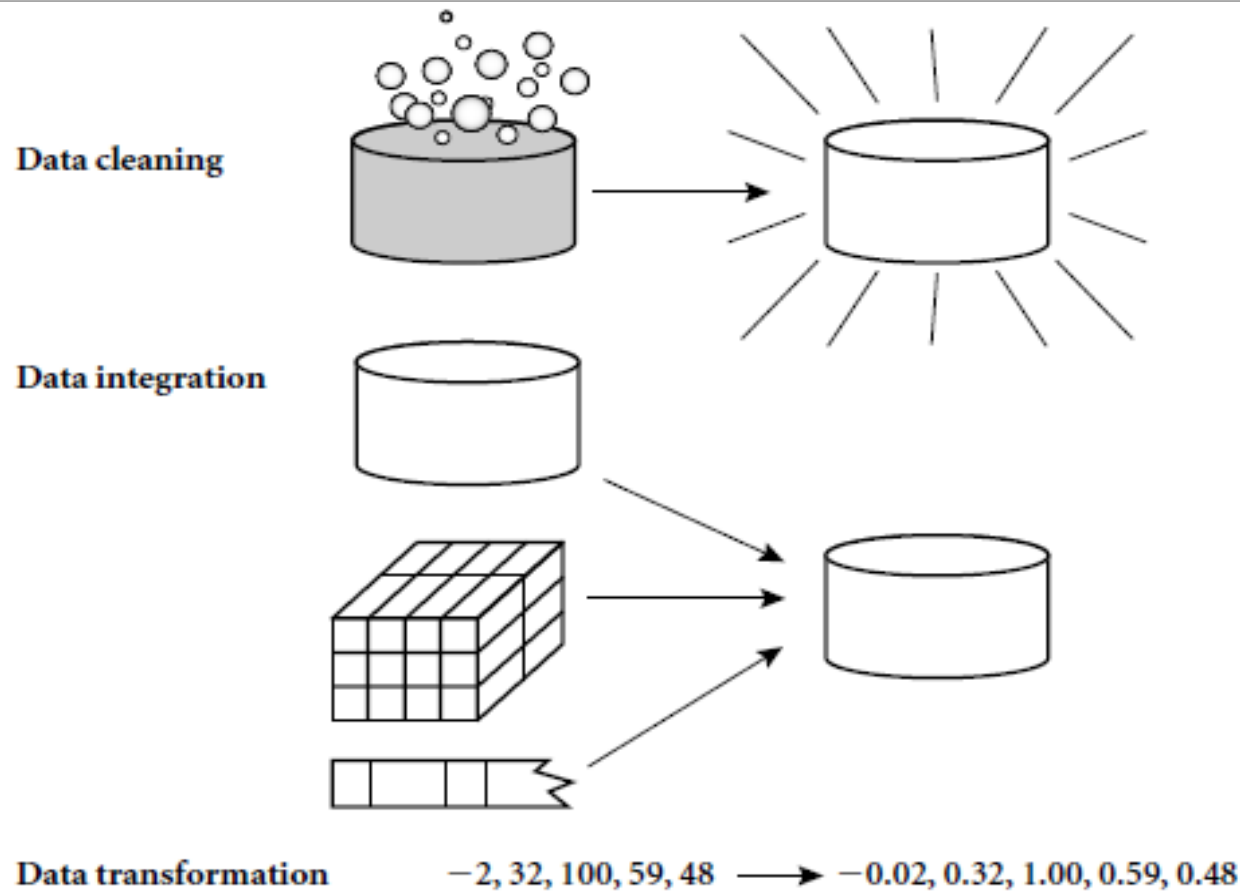 Data cleaning
Data integration
Data transformation −2, 32, 100, 59, 48 → −0.02, 0.32, 1.00, 0.59, 0.48